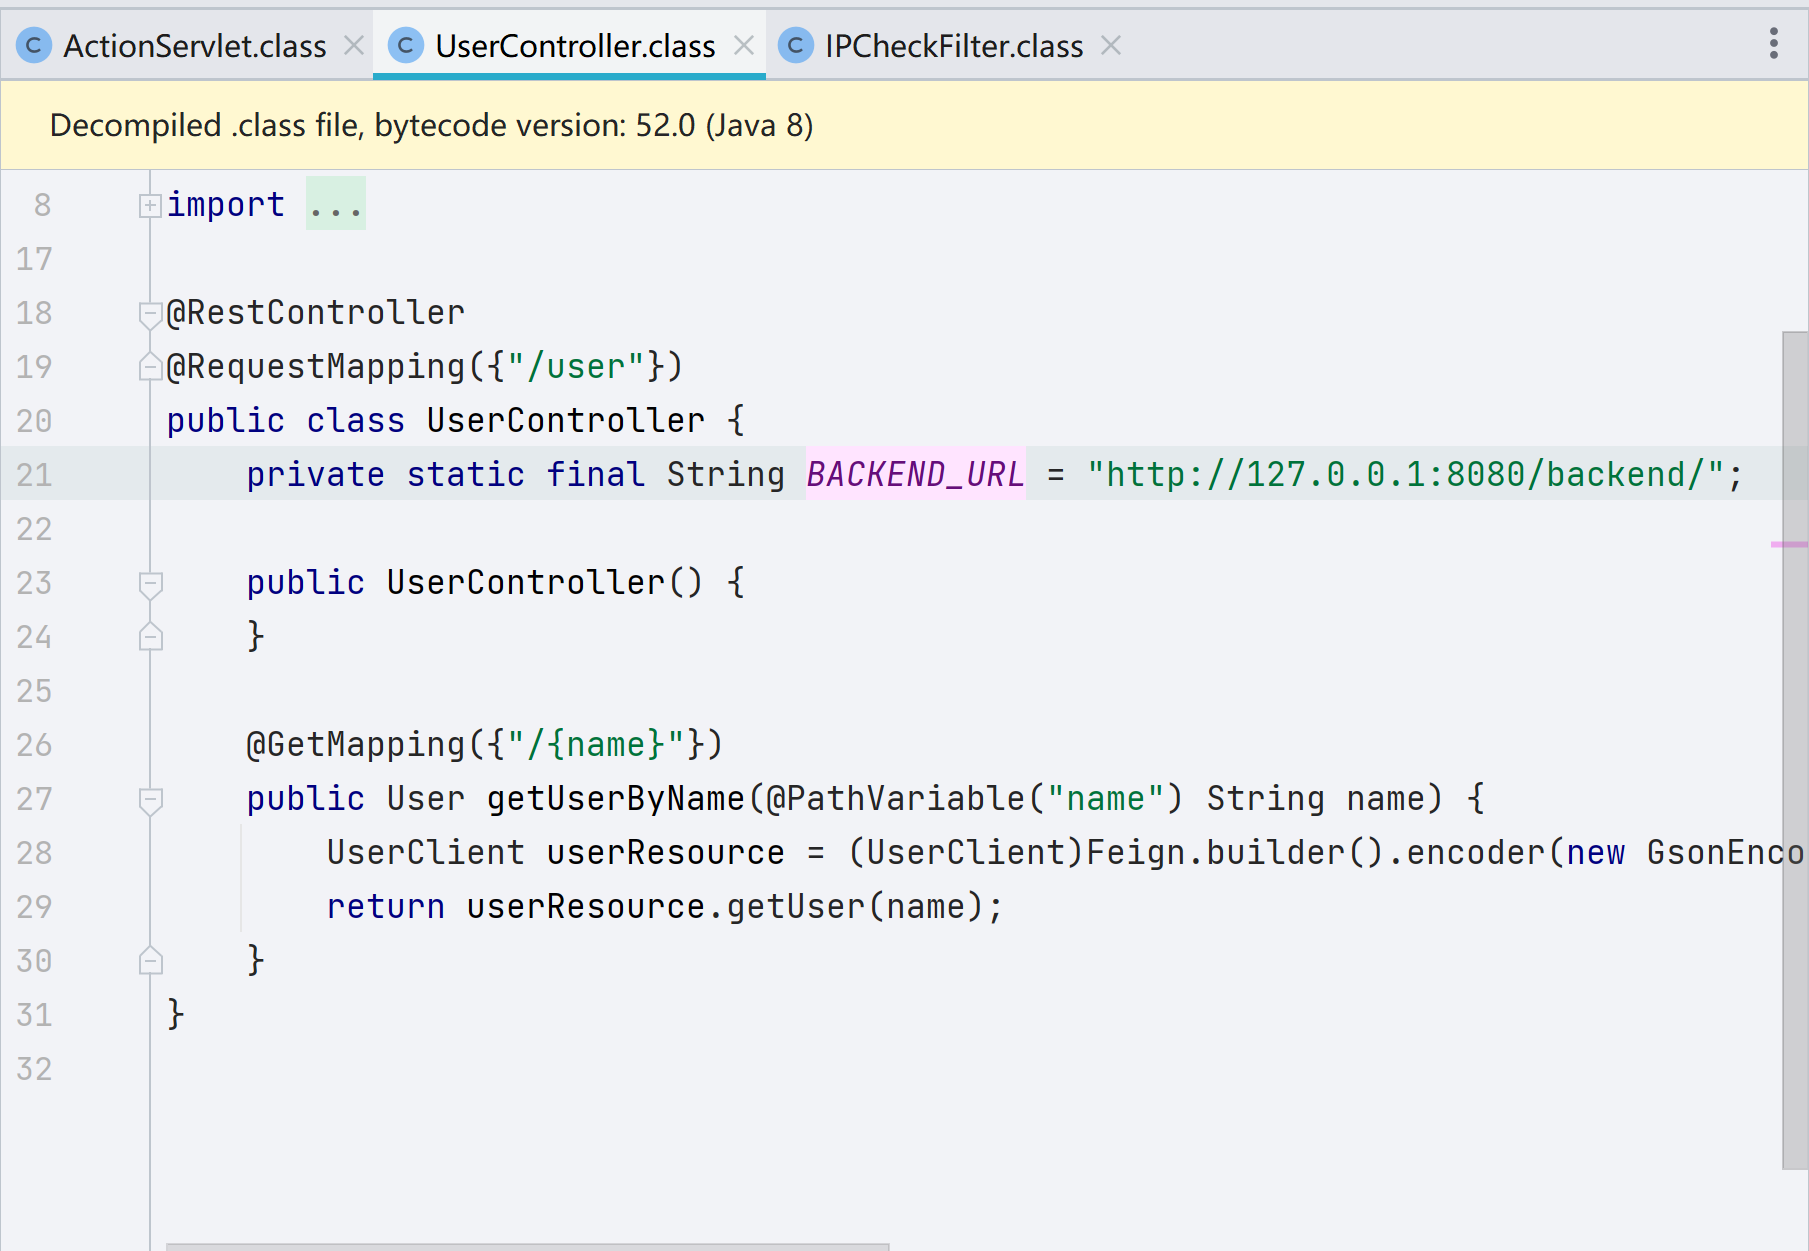 ActionServlet.class UserController.class IPCheckFilter.class
Decompiled .class file, bytecode version: 52.0 (Java 8)
8 import ...
17
18 @RestController
19 @RequestMapping({"/user"})
20 public class UserController {
21     private static final String BACKEND_URL = "http://127.0.0.1:8080/backend/";
22
23     public UserController() {
24     }
25
26     @GetMapping({"/{name}"})
27     public User getUserByName(@PathVariable("name") String name) {
28         UserClient userResource = (UserClient)Feign.builder().encoder(new GsonEnco
29         return userResource.getUser(name);
30     }
31 }
32